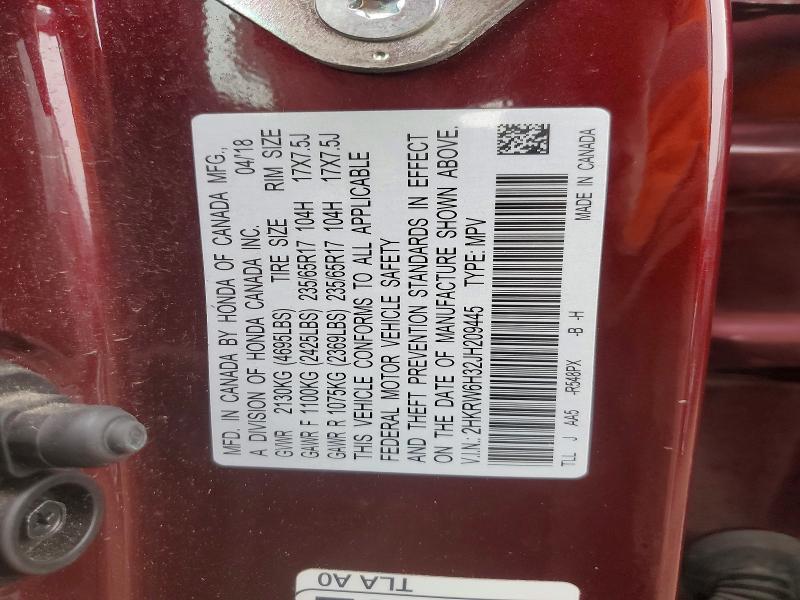 MFD. IN CANADA BY HONDA OF CANADA MFG.,
A DIVISION OF HONDA CANADA INC. 04/18
GVWR 2130KG (4695LBS) TIRE SIZE RIM SIZE
GAWR F 1100KG (2425LBS) 235/65R17 104H 17X7.5J
GAWR R 1075KG (2369LBS) 235/65R17 104H 17X7.5J
THIS VEHICLE CONFORMS TO ALL APPLICABLE
FEDERAL MOTOR VEHICLE SAFETY
AND THEFT PREVENTION STANDARDS IN EFFECT
ON THE DATE OF MANUFACTURE SHOWN ABOVE.
V.I.N.: 2HKRW6H32JH209445 TYPE: MPV
TLL J AA5 -R548PX -B -H MADE IN CANADA
TLA A0